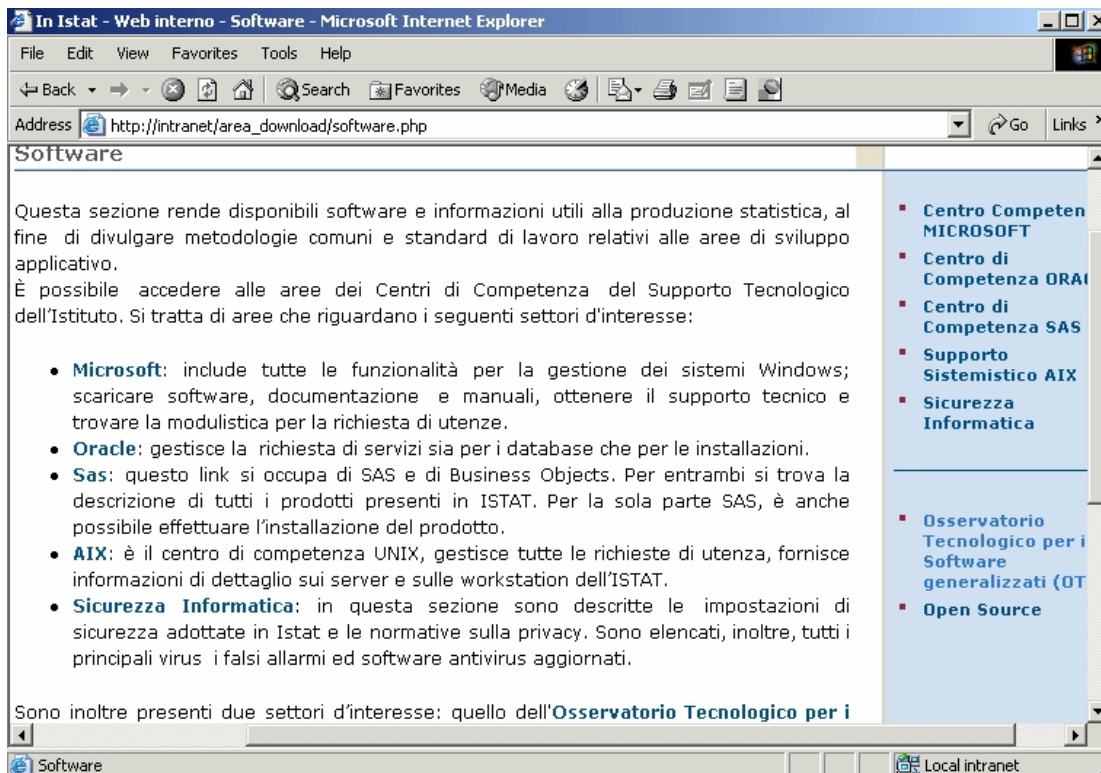 In Istat - Web interno - Software - Microsoft Internet Explorer
File Edit View Favorites Tools Help
Back Search Favorites Media
Address http://intranet/area_download/software.php Go Links
Software
Questa sezione rende disponibili software e informazioni utili alla produzione statistica, al
fine di divulgare metodologie comuni e standard di lavoro relativi alle aree di sviluppo
applicativo.
È possibile accedere alle aree dei Centri di Competenza del Supporto Tecnologico
dell'Istituto. Si tratta di aree che riguardano i seguenti settori d'interesse:
• Microsoft: include tutte le funzionalità per la gestione dei sistemi Windows;
scaricare software, documentazione e manuali, ottenere il supporto tecnico e
trovare la modulistica per la richiesta di utenze.
• Oracle: gestisce la richiesta di servizi sia per i database che per le installazioni.
• Sas: questo link si occupa di SAS e di Business Objects. Per entrambi si trova la
descrizione di tutti i prodotti presenti in ISTAT. Per la sola parte SAS, è anche
possibile effettuare l'installazione del prodotto.
• AIX: è il centro di competenza UNIX, gestisce tutte le richieste di utenza, fornisce
informazioni di dettaglio sui server e sulle workstation dell'ISTAT.
• Sicurezza Informatica: in questa sezione sono descritte le impostazioni di
sicurezza adottate in Istat e le normative sulla privacy. Sono elencati, inoltre, tutti i
principali virus i falsi allarmi ed software antivirus aggiornati.
Sono inoltre presenti due settori d'interesse: quello dell'Osservatorio Tecnologico per i
Centro Competen
MICROSOFT
Centro di
Competenza ORA
Centro di
Competenza SAS
Supporto
Sistemistico AIX
Sicurezza
Informatica
Osservatorio
Tecnologico per i
Software
generalizzati (OT
Open Source
Software
Local intranet